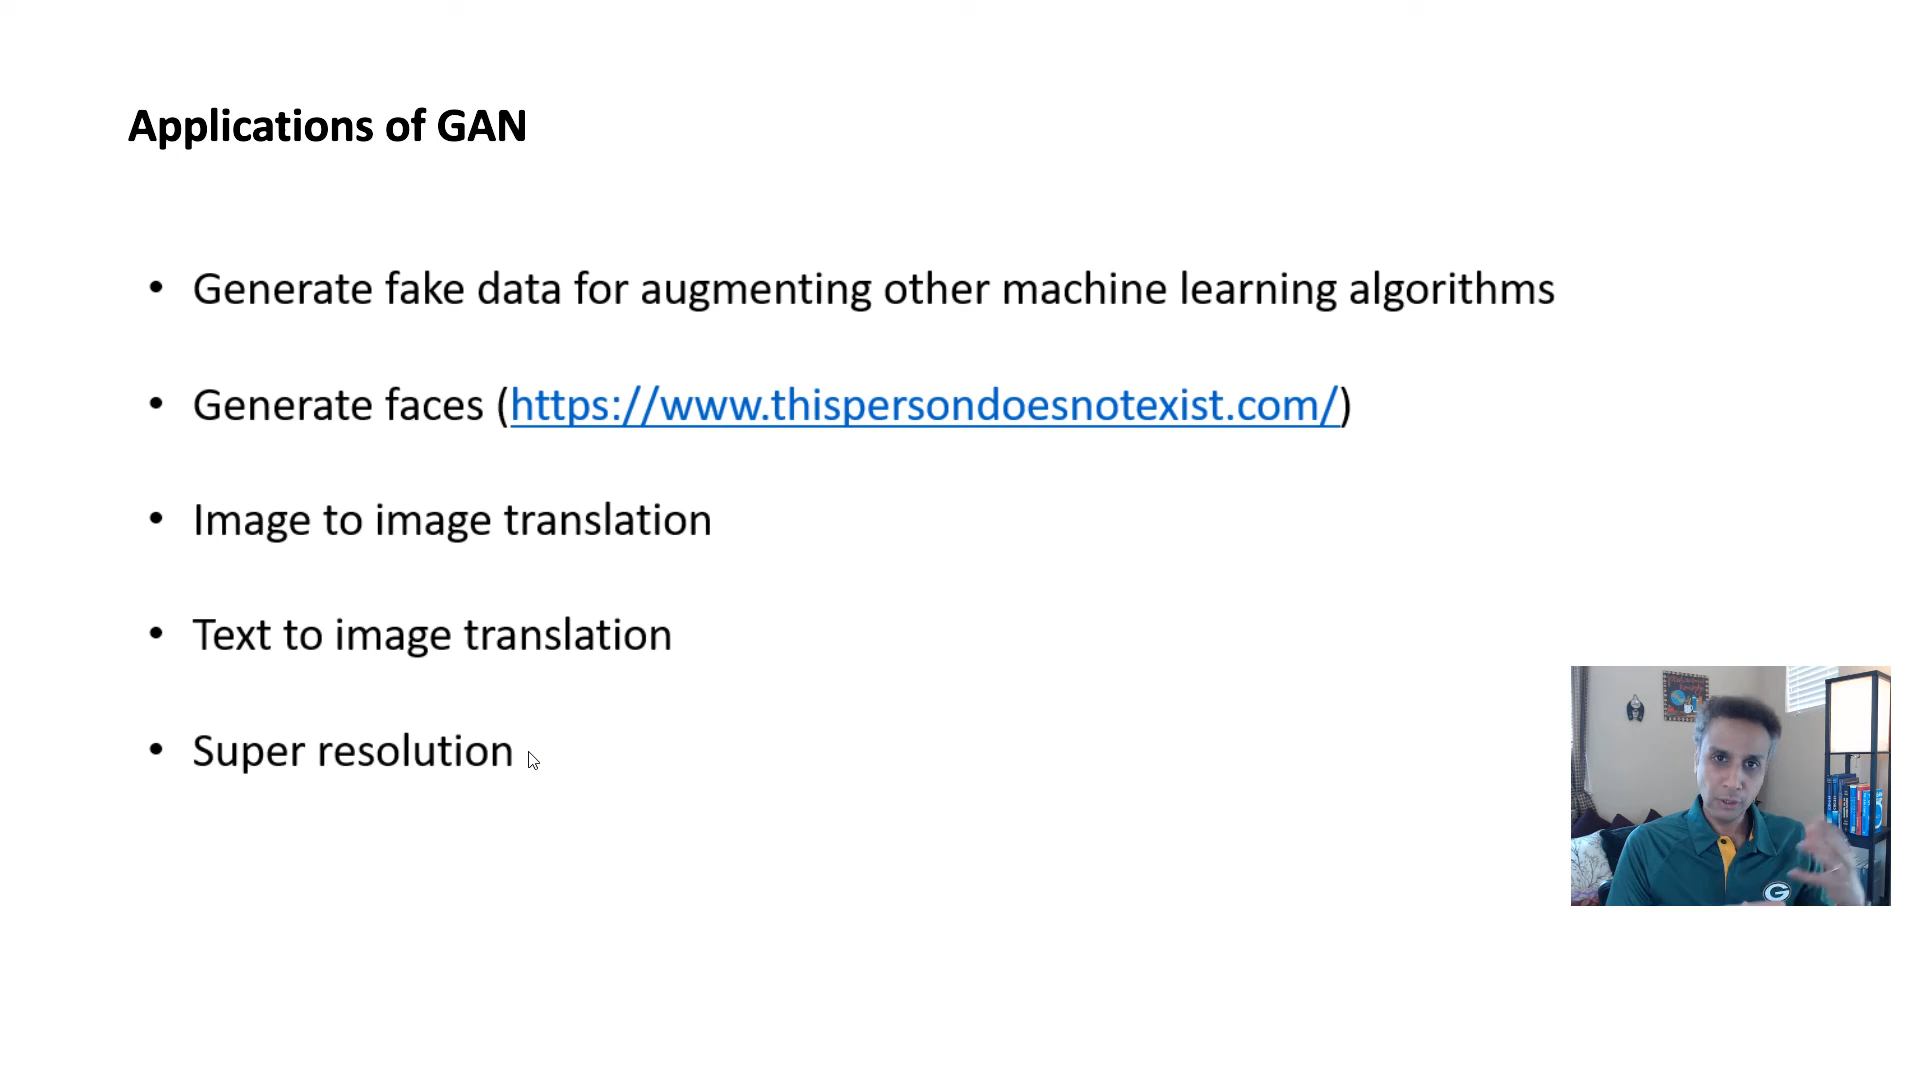 Applications of GAN
• Generate fake data for augmenting other machine learning algorithms
• Generate faces (https://www.thispersondoesnotexist.com/)
• Image to image translation
• Text to image translation
• Super resolution
G